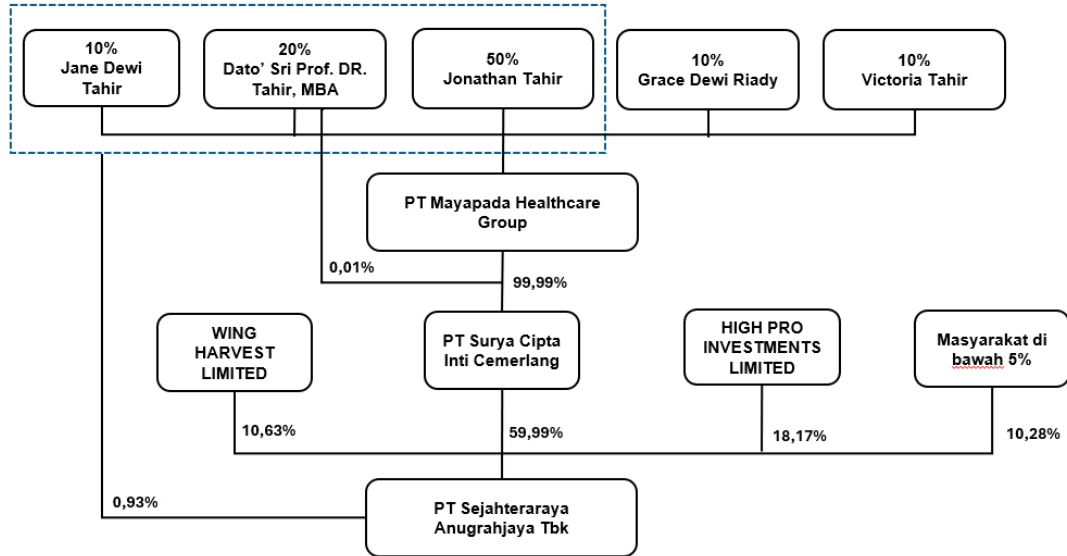 10%
Jane Dewi
Tahir
20%
Dato’ Sri Prof. DR.
Tahir, MBA
50%
Jonathan Tahir
10%
Grace Dewi Riady
10%
Victoria Tahir
PT Mayapada Healthcare
Group
0,01%
99,99%
WING
HARVEST
LIMITED
PT Surya Cipta
Inti Cemerlang
HIGH PRO
INVESTMENTS
LIMITED
Masyarakat di
bawah 5%
10,63%
59,99%
18,17%
10,28%
0,93%
PT Sejahteraraya
Anugrahjaya Tbk